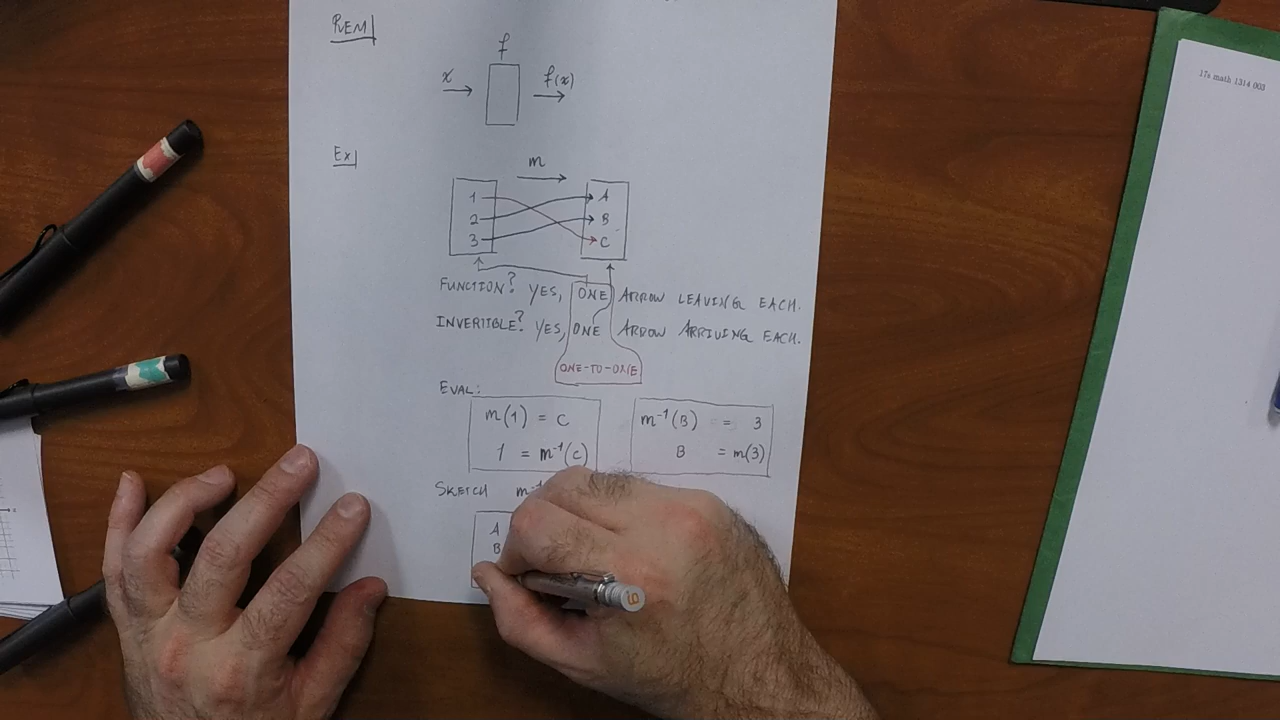 REM
f
x f(x)
Ex
m
1 A
2 B
3 C
FUNCTION? YES, ONE ARROW LEAVING EACH.
INVERTIBLE? YES, ONE ARROW ARRIVING EACH.
ONE-TO-ONE
EVAL:
m(1) = C
1 = m⁻¹(C)
m⁻¹(B) = 3
B = m(3)
SKETCH m⁻¹
A
B
17s math 1314 003